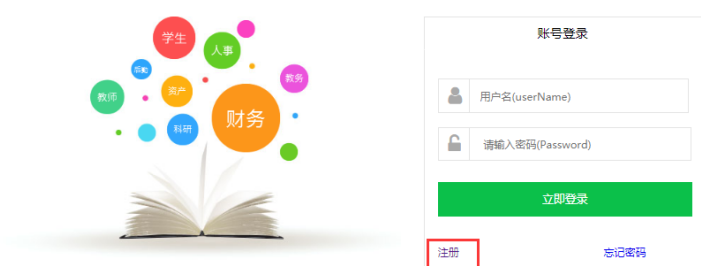 学生
人事
后勤
教务
教师
资产
财务
科研
账号登录
用户名(userName)
请输入密码(Password)
立即登录
注册
忘记密码